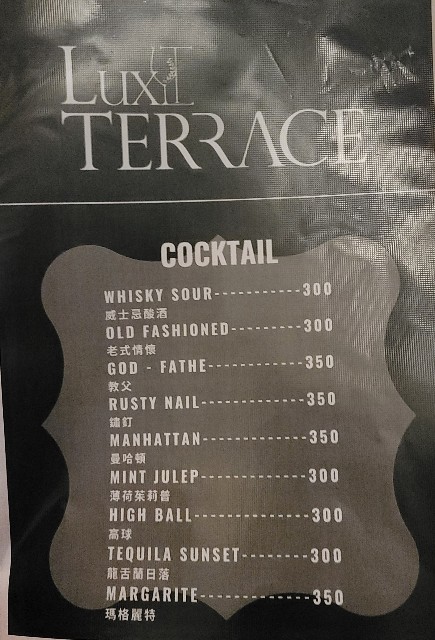 LUXY
TERRACE
COCKTAIL
WHISKY SOUR-----------300
威士忌酸酒
OLD FASHIONED---------300
老式情懷
GOD - FATHE-----------350
教父
RUSTY NAIL------------350
鏽釘
MANHATTAN------------350
曼哈頓
MINT JULEP------------300
薄荷茱莉普
HIGH BALL-------------300
高球
TEQUILA SUNSET--------300
龍舌蘭日落
MARGARITE------------350
瑪格麗特